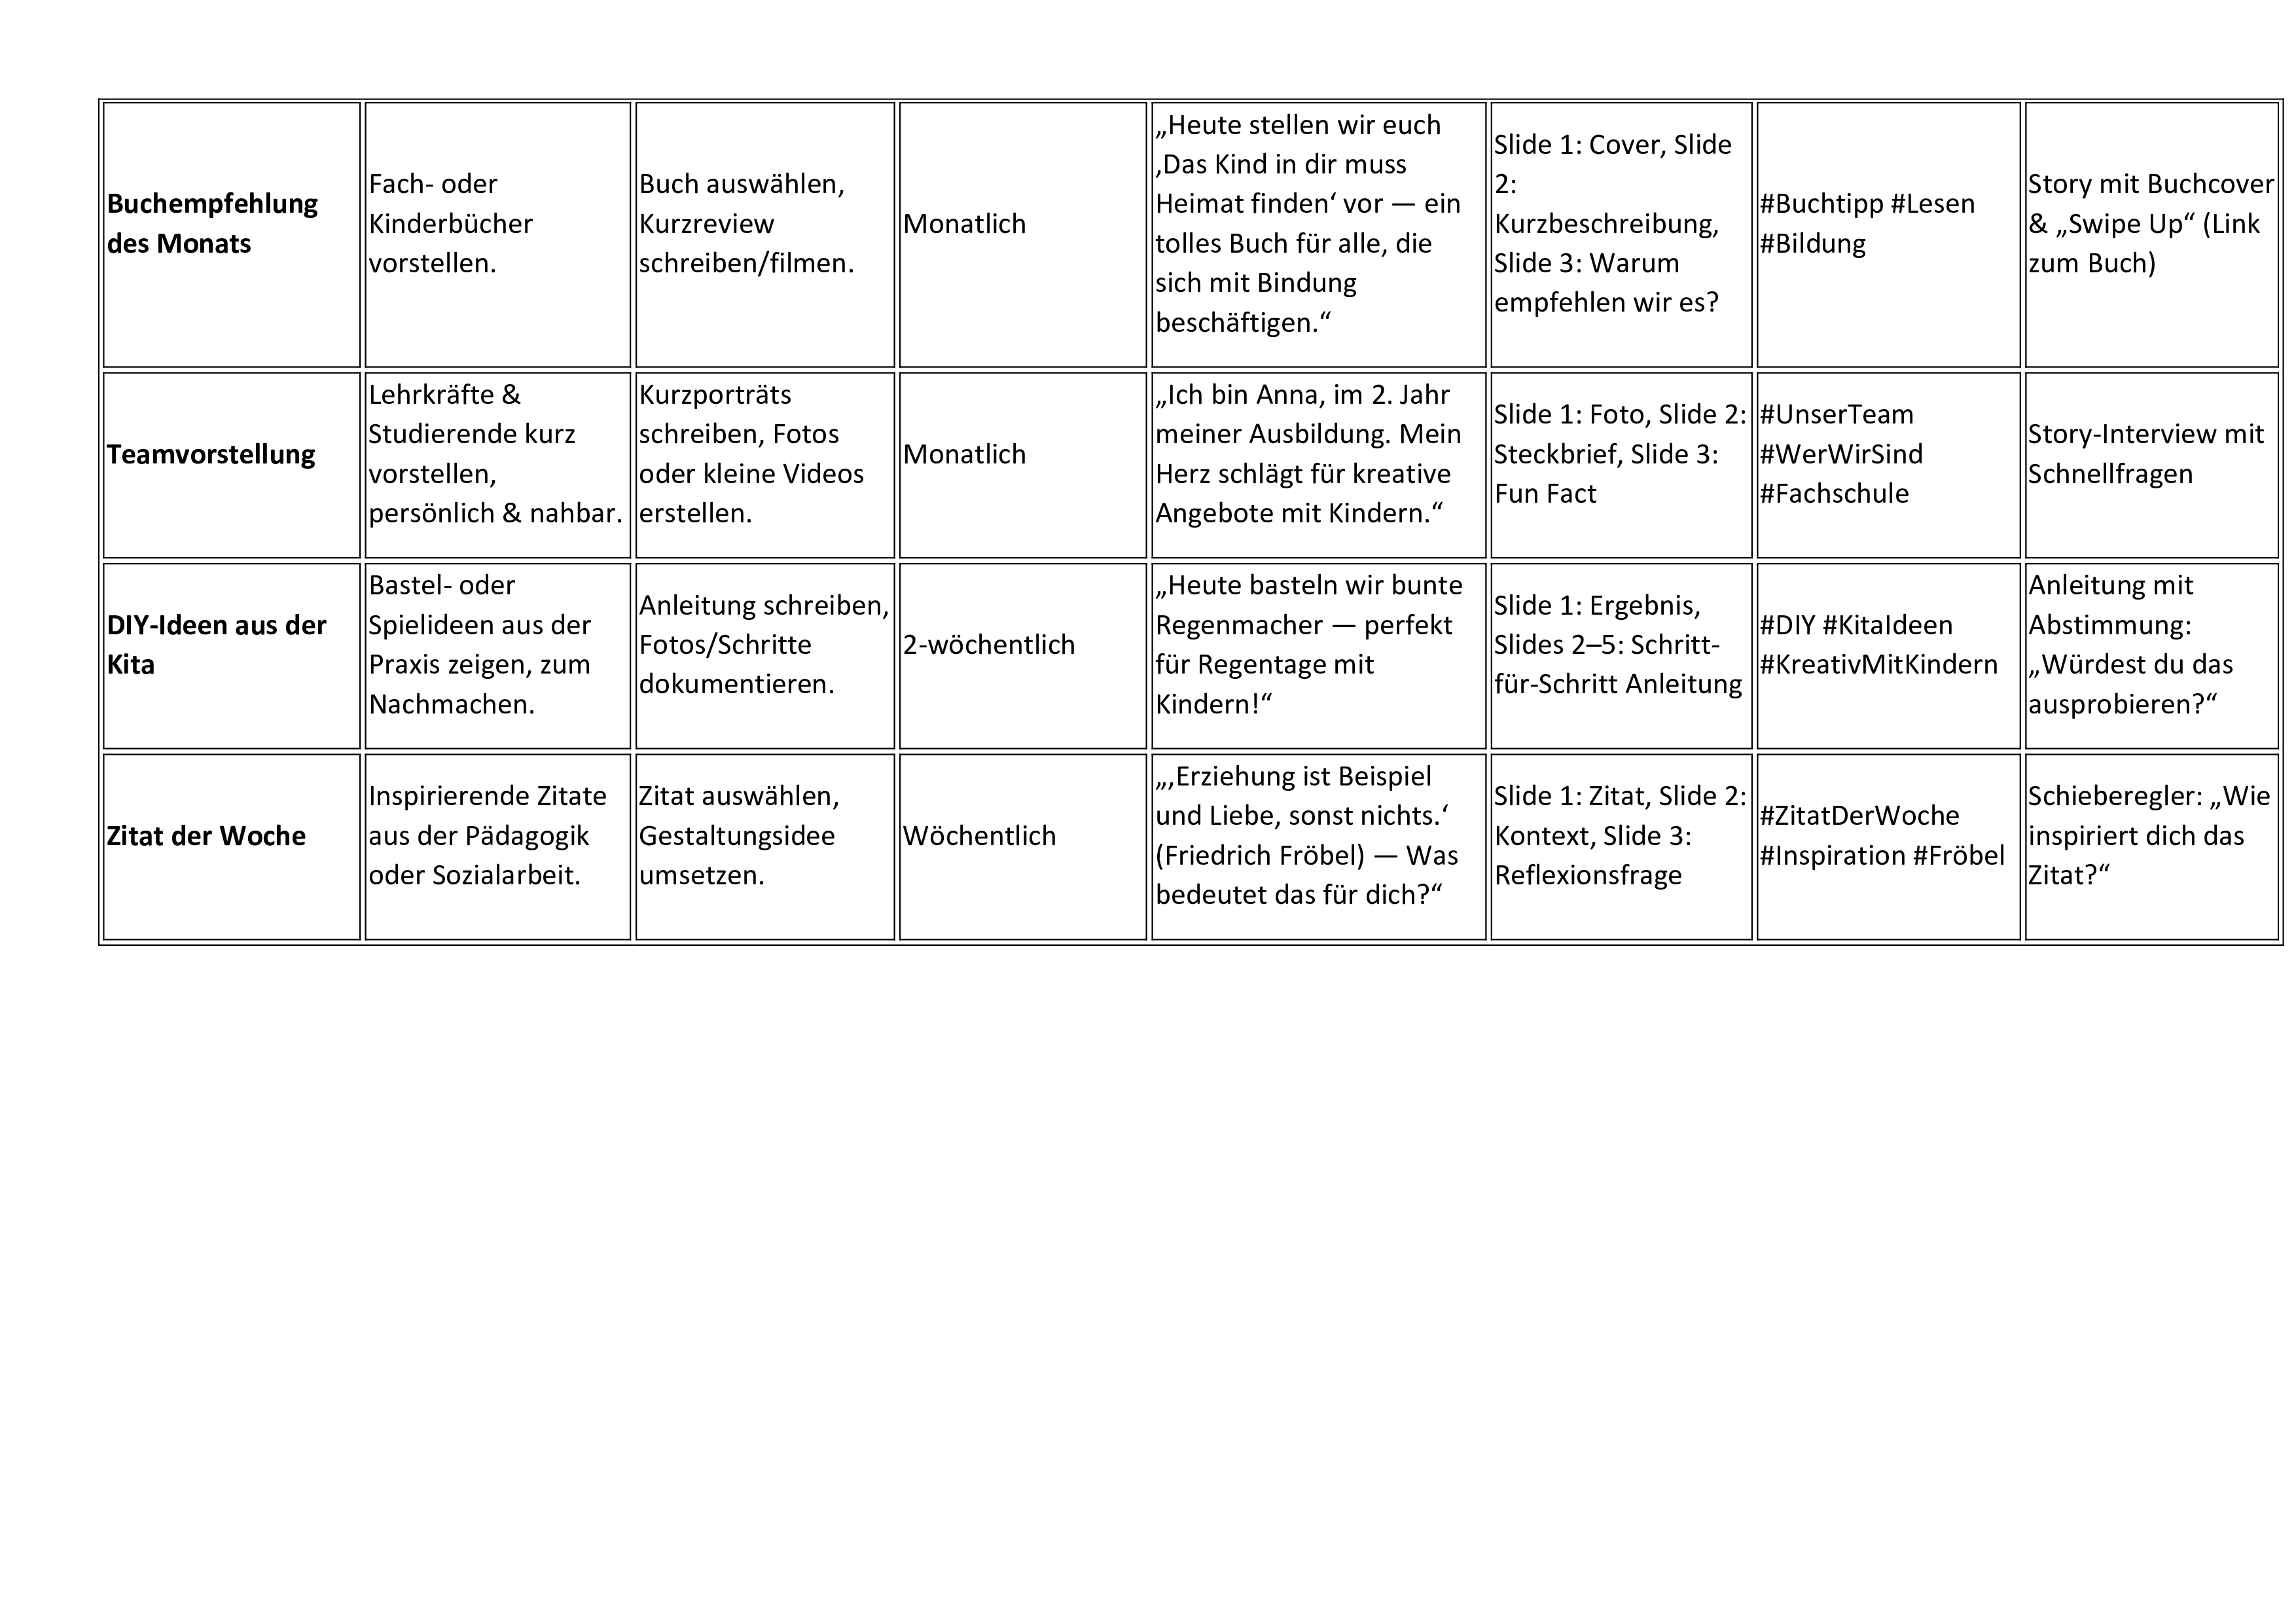 Buchempfehlung
des Monats
Fach- oder
Kinderbücher
vorstellen.
Buch auswählen,
Kurzreview
schreiben/filmen.
Monatlich
„Heute stellen wir euch
‚Das Kind in dir muss
Heimat finden‘ vor — ein
tolles Buch für alle, die
sich mit Bindung
beschäftigen.“
Slide 1: Cover, Slide
2:
Kurzbeschreibung,
Slide 3: Warum
empfehlen wir es?
#Buchtipp #Lesen
#Bildung
Story mit Buchcover
& „Swipe Up“ (Link
zum Buch)
Teamvorstellung
Lehrkräfte &
Studierende kurz
vorstellen,
persönlich & nahbar.
Kurzporträts
schreiben, Fotos
oder kleine Videos
erstellen.
Monatlich
„Ich bin Anna, im 2. Jahr
meiner Ausbildung. Mein
Herz schlägt für kreative
Angebote mit Kindern.“
Slide 1: Foto, Slide 2:
Steckbrief, Slide 3:
Fun Fact
#UnserTeam
#WerWirSind
#Fachschule
Story-Interview mit
Schnellfragen
DIY-Ideen aus der
Kita
Bastel- oder
Spielideen aus der
Praxis zeigen, zum
Nachmachen.
Anleitung schreiben,
Fotos/Schritte
dokumentieren.
2-wöchentlich
„Heute basteln wir bunte
Regenmacher — perfekt
für Regentage mit
Kindern!“
Slide 1: Ergebnis,
Slides 2–5: Schritt-
für-Schritt Anleitung
#DIY #KitaIdeen
#KreativMitKindern
Anleitung mit
Abstimmung:
„Würdest du das
ausprobieren?“
Zitat der Woche
Inspirierende Zitate
aus der Pädagogik
oder Sozialarbeit.
Zitat auswählen,
Gestaltungsidee
umsetzen.
Wöchentlich
„‚Erziehung ist Beispiel
und Liebe, sonst nichts.‘
(Friedrich Fröbel) — Was
bedeutet das für dich?“
Slide 1: Zitat, Slide 2:
Kontext, Slide 3:
Reflexionsfrage
#ZitatDerWoche
#Inspiration #Fröbel
Schieberegler: „Wie
inspiriert dich das
Zitat?“